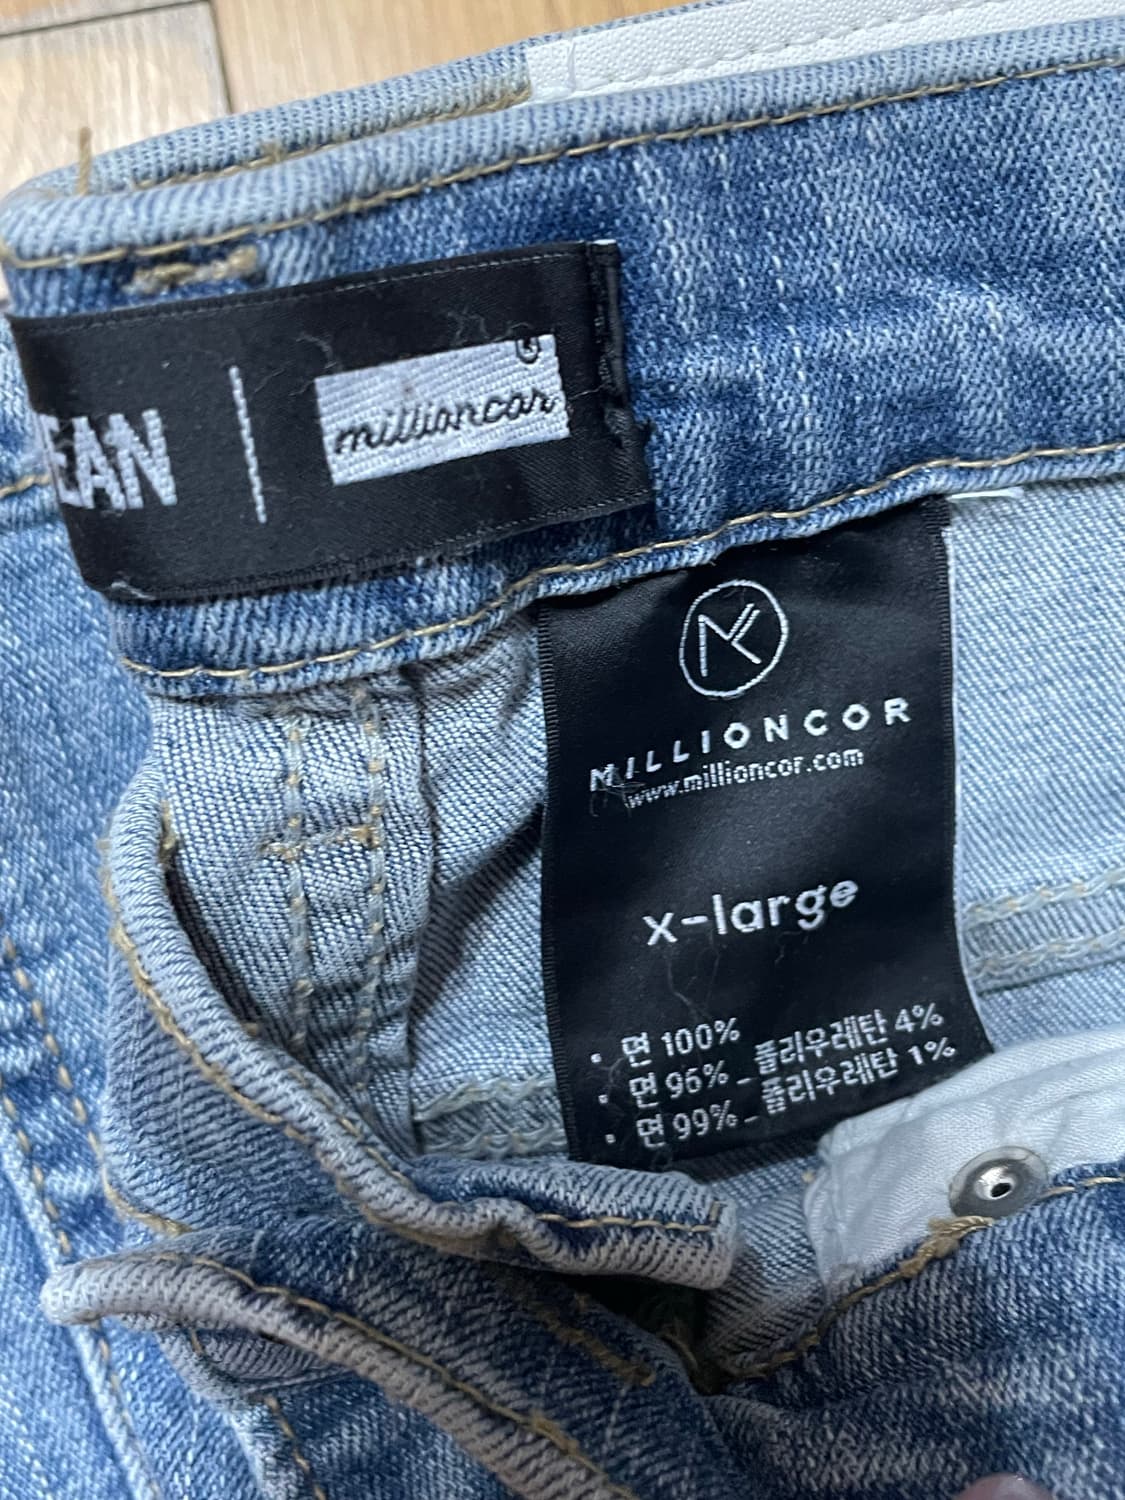 EAN | millioncor
MILLIONCOR
www.millioncor.com
x-large
• 면 100%
• 면 96% - 폴리우레탄 4%
• 면 99% - 폴리우레탄 1%